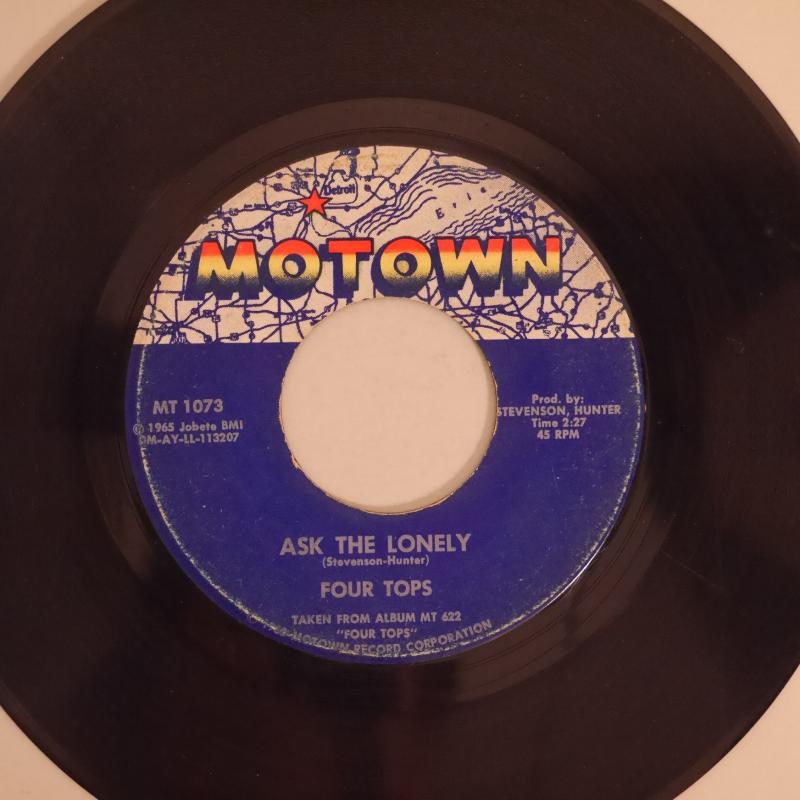 Detroit
Erie
MOTOWN
MT 1073
℗ 1965 Jobete BMI
DM-AY-LL-113207
Prod. by:
STEVENSON, HUNTER
Time 2:27
45 RPM
ASK THE LONELY
(Stevenson-Hunter)
FOUR TOPS
TAKEN FROM ALBUM MT 622
"FOUR TOPS"
MOTOWN RECORD CORPORATION